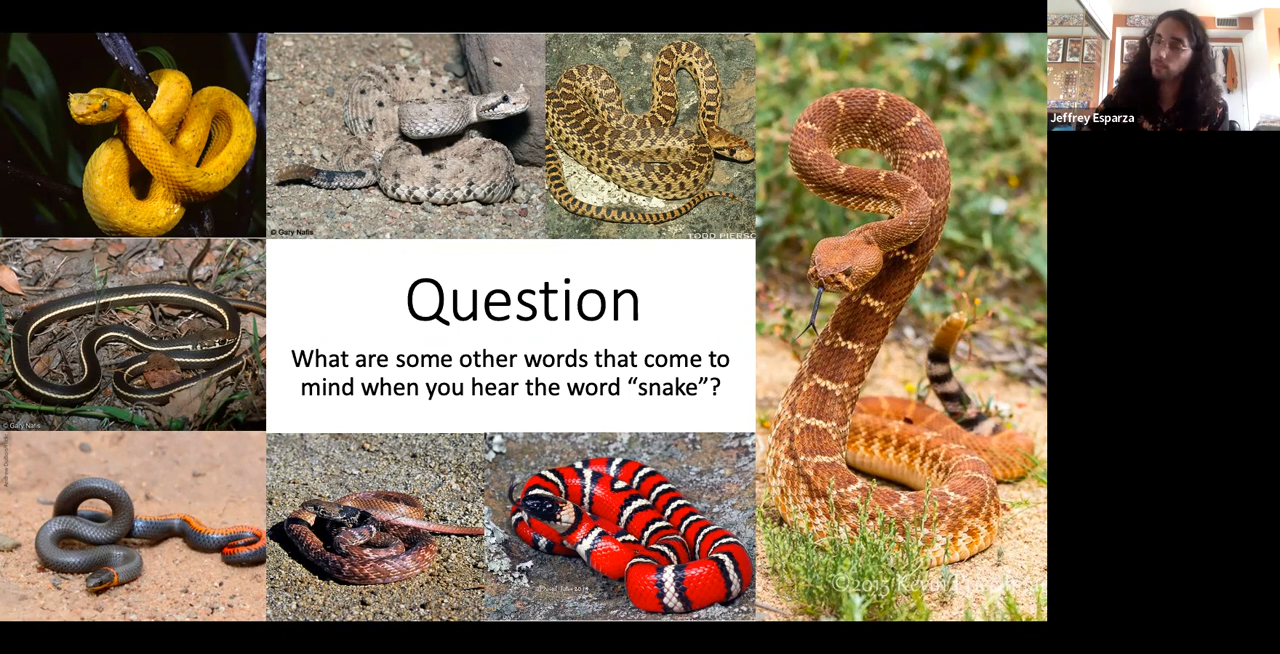 Jeffrey Esparza
© Gary Nafis
TODD PIERSO
Question
What are some other words that come to
mind when you hear the word “snake”?
© Gary Nafis